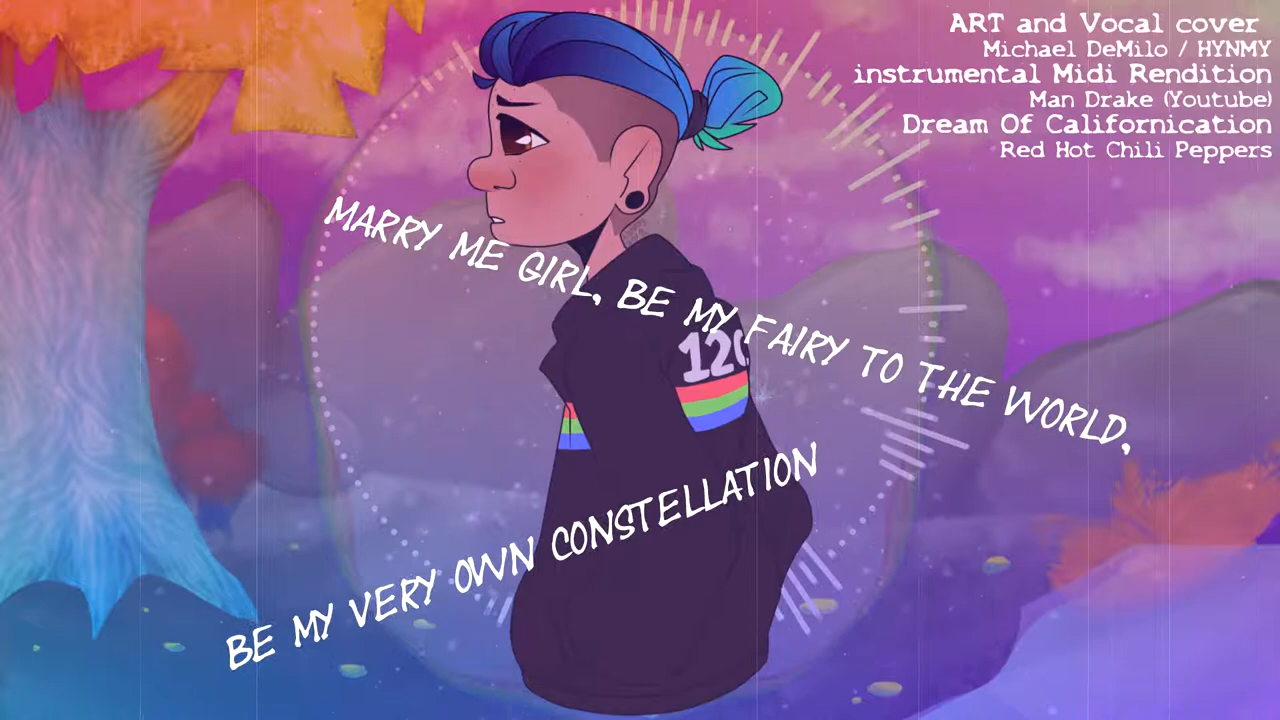 ART and Vocal cover
Michael DeMilo / HYNMY
instrumental Midi Rendition
Man Drake (Youtube)
Dream Of Californication
Red Hot Chili Peppers
MARRY ME GIRL, BE MY FAIRY TO THE WORLD,
120
BE MY VERY OWN CONSTELLATION